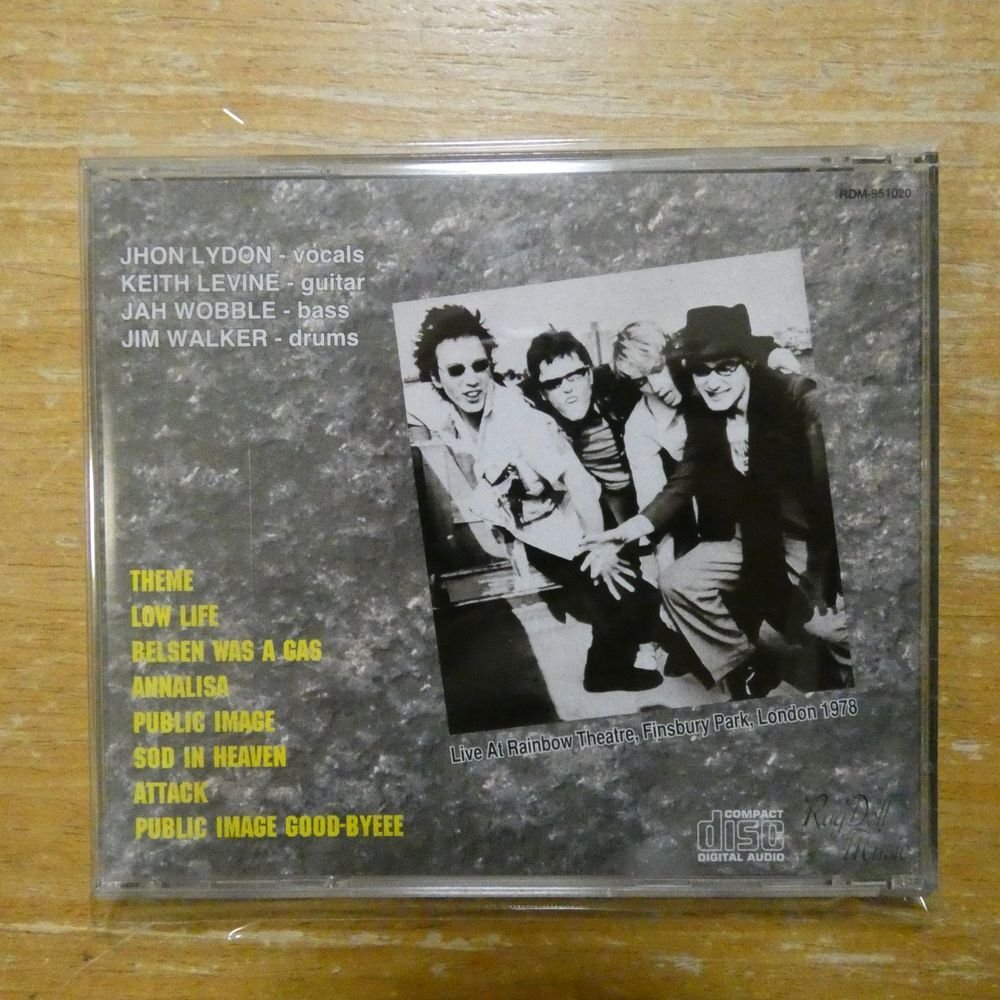 RDM-951020
JHON LYDON - vocals
KEITH LEVINE - guitar
JAH WOBBLE - bass
JIM WALKER - drums
THEME
LOW LIFE
BELSEN WAS A GAS
ANNALISA
PUBLIC IMAGE
SOD IN HEAVEN
ATTACK
PUBLIC IMAGE GOOD-BYEEE
Live At Rainbow Theatre, Finsbury Park, London 1978
COMPACT
disc
DIGITAL AUDIO
Rag Doll
Music